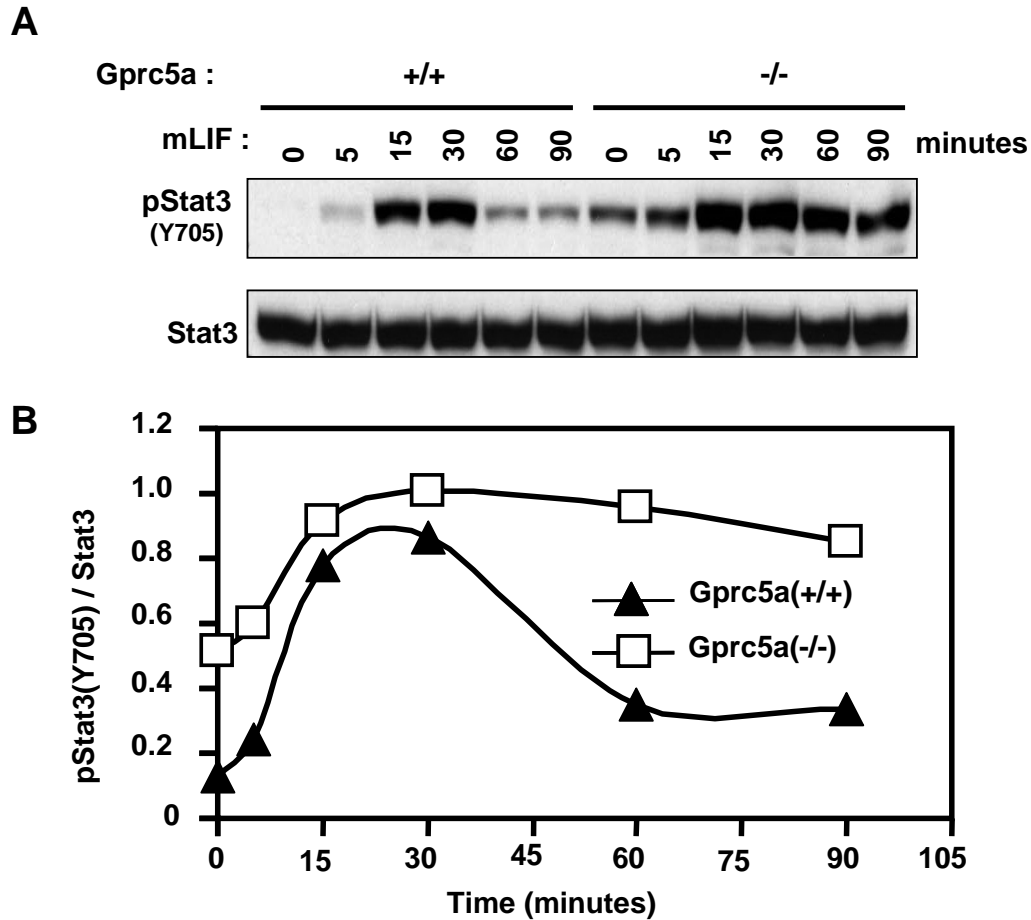 A
Gprc5a : +/+ -/-
mLIF : 0 5 15 30 60 90 0 5 15 30 60 90 minutes
pStat3
(Y705)
Stat3
B
pStat3(Y705) / Stat3
1.2
1.0
0.8
0.6
0.4
0.2
0
Gprc5a(+/+)
Gprc5a(-/-)
0 15 30 45 60 75 90 105
Time (minutes)